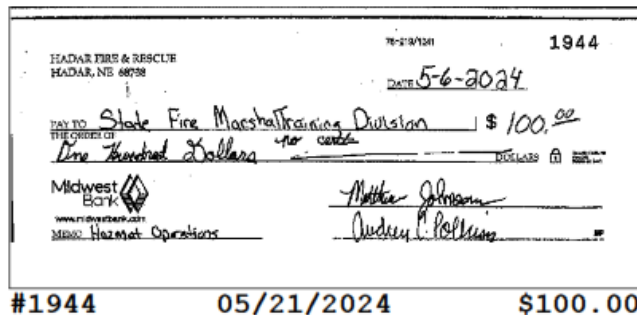 1944
HADAR FIRE & RESCUE
HADAR, NE 68738
DATE 5-6-2024
PAY TO State Fire Marshal Training Division $ 100.00
THE ORDER OF
One Hundred Dollars no cents DOLLARS
Midwest
Bank
www.midwestbank.com
Matthew Johnson
MEMO Hazmat Operations
Audrey C.
#1944 05/21/2024 $100.00